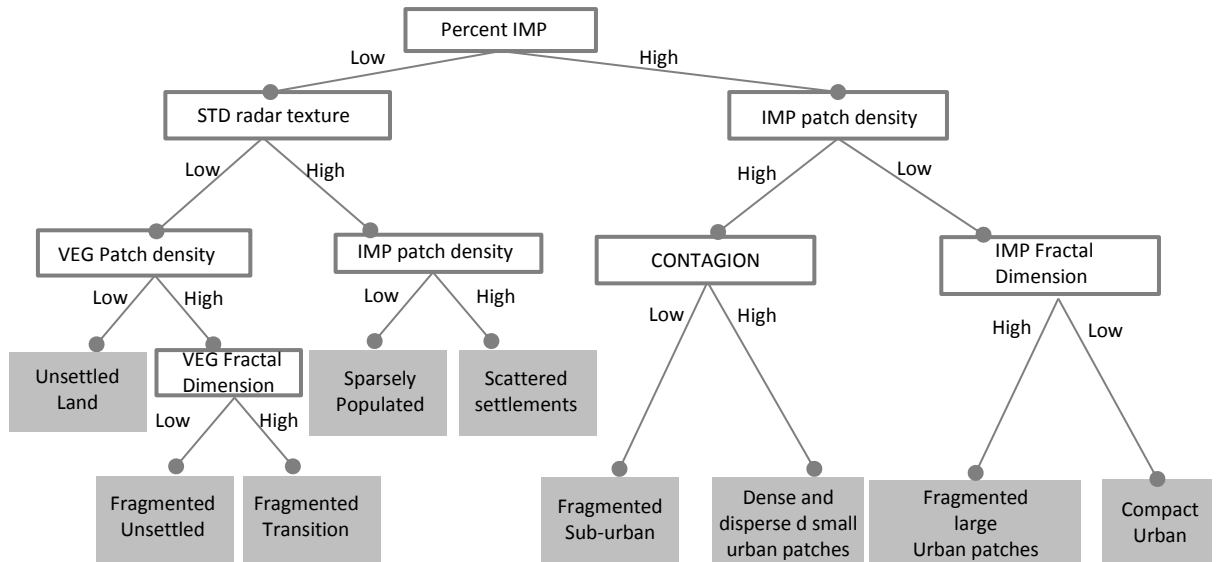 Percent IMP
Low
High
STD radar texture
IMP patch density
Low
High
High
Low
VEG Patch density
IMP patch density
CONTAGION
IMP Fractal
Dimension
Low
High
Low
High
Low
High
High
Low
Unsettled
Land
VEG Fractal
Dimension
Sparsely
Populated
Scattered
settlements
Low
High
Fragmented
Unsettled
Fragmented
Transition
Fragmented
Sub-urban
Dense and
disperse d small
urban patches
Fragmented
large
Urban patches
Compact
Urban